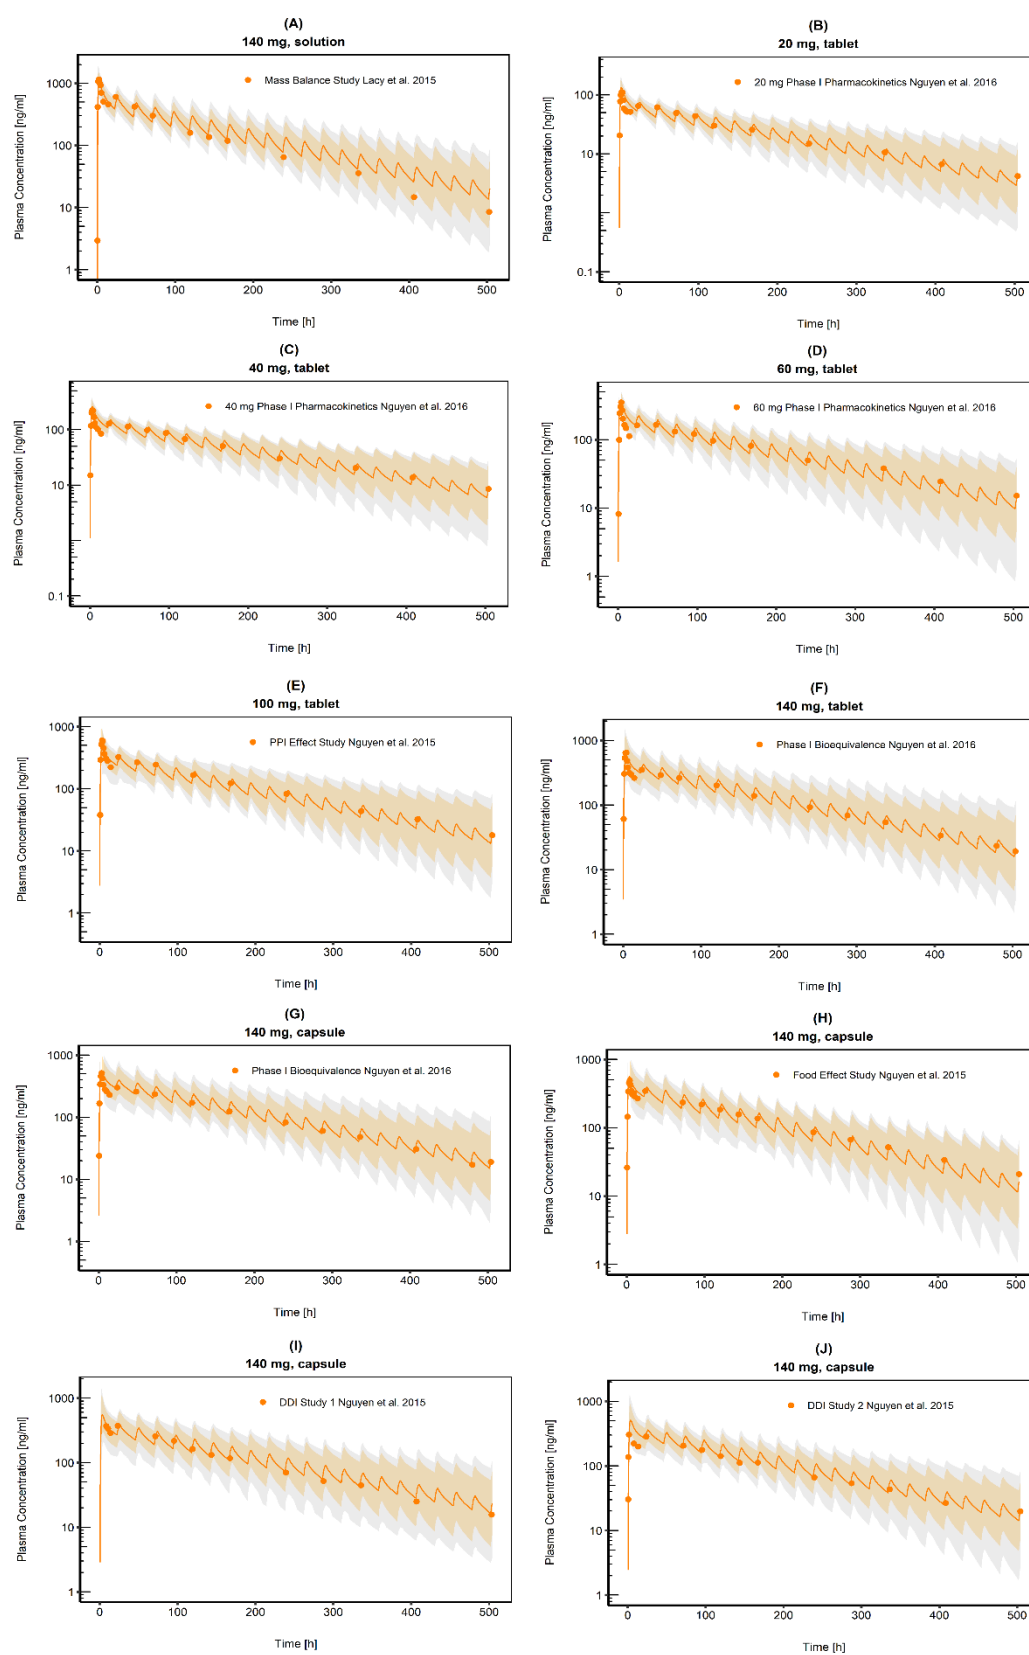 (A)
140 mg, solution
Plasma Concentration [ng/ml]
1000
100
10
1
Mass Balance Study Lacy et al. 2015
0 100 200 300 400 500
Time [h]
(B)
20 mg, tablet
Plasma Concentration [ng/ml]
100
10
0.1
20 mg Phase I Pharmacokinetics Nguyen et al. 2016
0 100 200 300 400 500
Time [h]
(C)
40 mg, tablet
Plasma Concentration [ng/ml]
100
10
0.1
40 mg Phase I Pharmacokinetics Nguyen et al. 2016
0 100 200 300 400 500
Time [h]
(D)
60 mg, tablet
Plasma Concentration [ng/ml]
100
10
1
60 mg Phase I Pharmacokinetics Nguyen et al. 2016
0 100 200 300 400 500
Time [h]
(E)
100 mg, tablet
Plasma Concentration [ng/ml]
1000
100
10
1
PPI Effect Study Nguyen et al. 2015
0 100 200 300 400 500
Time [h]
(F)
140 mg, tablet
Plasma Concentration [ng/ml]
1000
100
10
1
Phase I Bioequivalence Nguyen et al. 2016
0 100 200 300 400 500
Time [h]
(G)
140 mg, capsule
Plasma Concentration [ng/ml]
1000
100
10
1
Phase I Bioequivalence Nguyen et al. 2016
0 100 200 300 400 500
Time [h]
(H)
140 mg, capsule
Plasma Concentration [ng/ml]
1000
100
10
1
Food Effect Study Nguyen et al. 2015
0 100 200 300 400 500
Time [h]
(I)
140 mg, capsule
Plasma Concentration [ng/ml]
1000
100
10
1
DDI Study 1 Nguyen et al. 2015
0 100 200 300 400 500
Time [h]
(J)
140 mg, capsule
Plasma Concentration [ng/ml]
1000
100
10
1
DDI Study 2 Nguyen et al. 2015
0 100 200 300 400 500
Time [h]